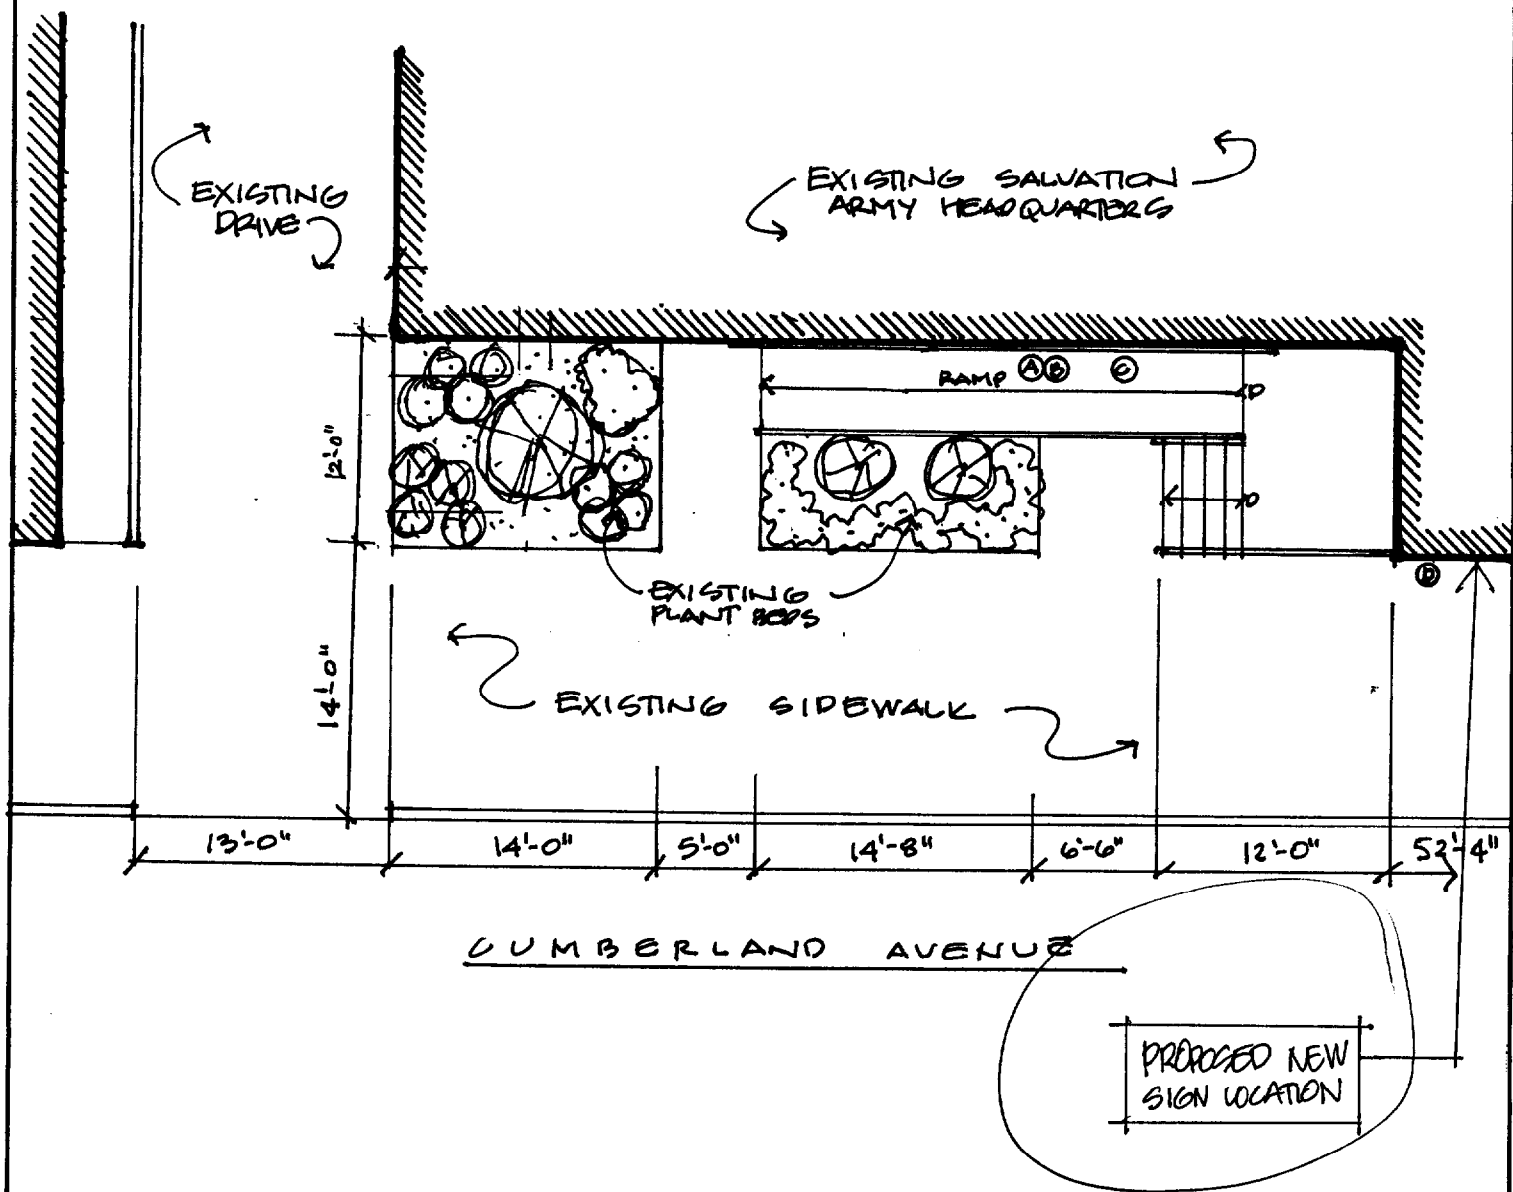 EXISTING
DRIVE
EXISTING SALVATION
ARMY HEADQUARTERS
12'-0"
RAMP
A B C
D
D
EXISTING
PLANT BEDS
D
14'-0"
EXISTING SIDEWALK
13'-0" 14'-0" 5'-0" 14'-8" 6'-6" 12'-0" 52'-4"
CUMBERLAND AVENUE
PROPOSED NEW
SIGN LOCATION